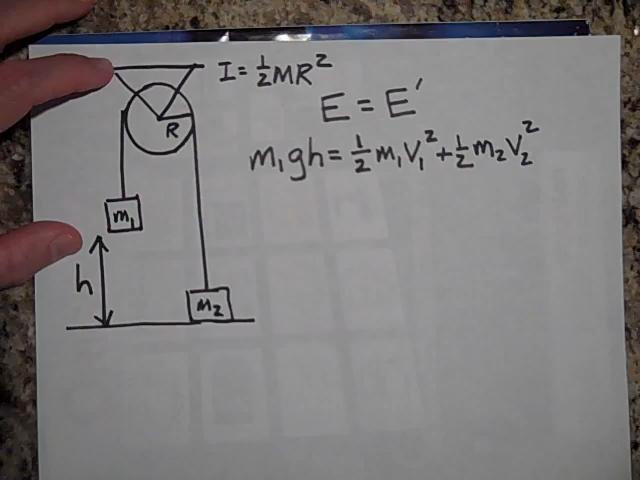 I = ½MR²
E = E′
m₁gh = ½m₁V₁² + ½m₂V₂²
R
m₁
h
m₂